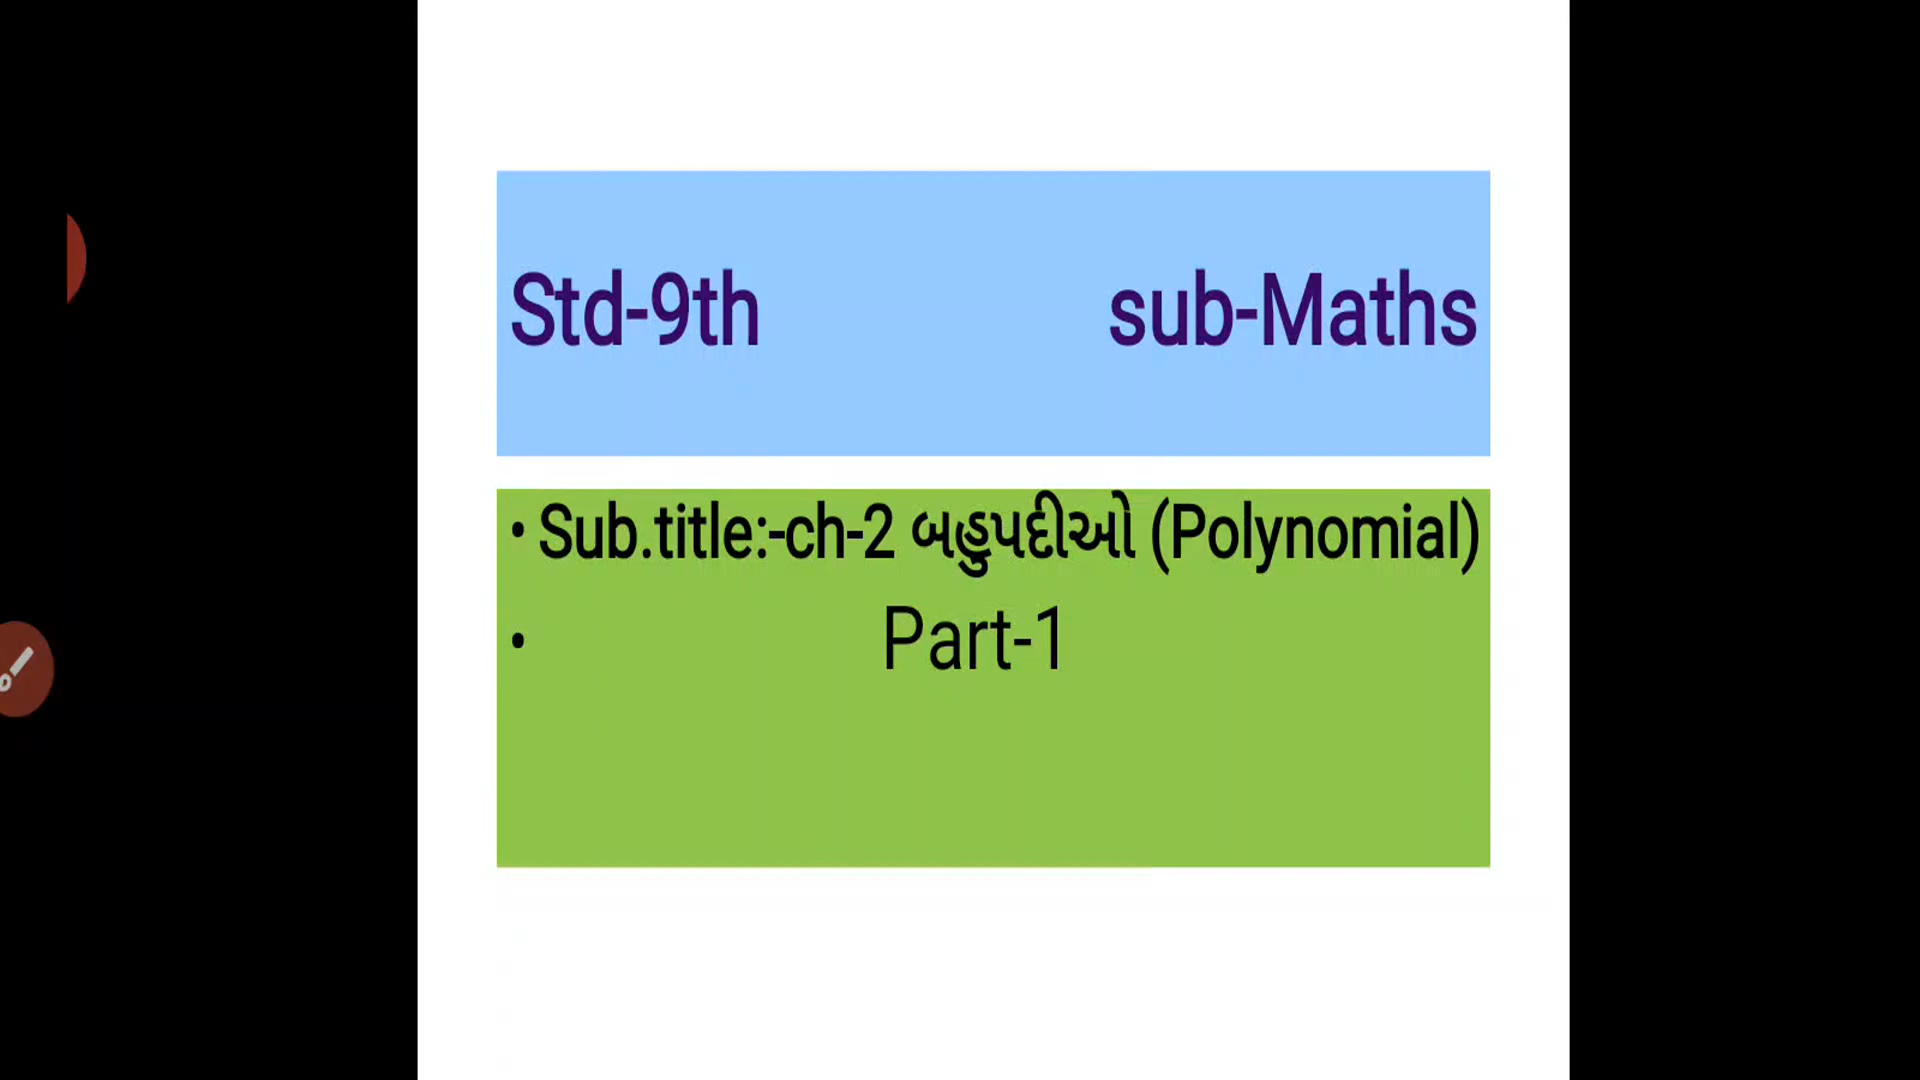 Std-9th sub-Maths
• Sub.title:-ch-2 બહુપદીઓ (Polynomial)
• Part-1